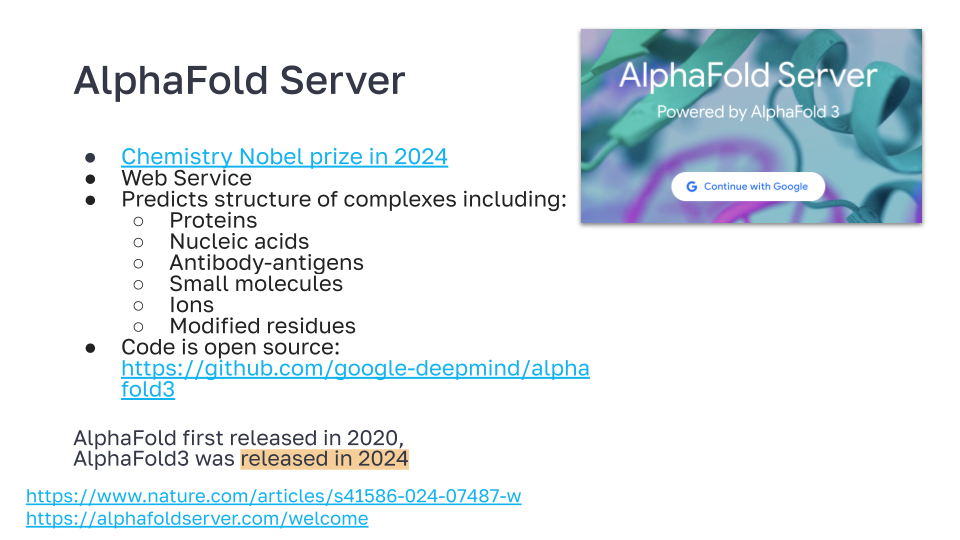 AlphaFold Server
● Chemistry Nobel prize in 2024
● Web Service
● Predicts structure of complexes including:
○ Proteins
○ Nucleic acids
○ Antibody-antigens
○ Small molecules
○ Ions
○ Modified residues
● Code is open source:
https://github.com/google-deepmind/alpha
fold3
AlphaFold first released in 2020,
AlphaFold3 was released in 2024
https://www.nature.com/articles/s41586-024-07487-w
https://alphafoldserver.com/welcome
AlphaFold Server
Powered by AlphaFold 3
G Continue with Google